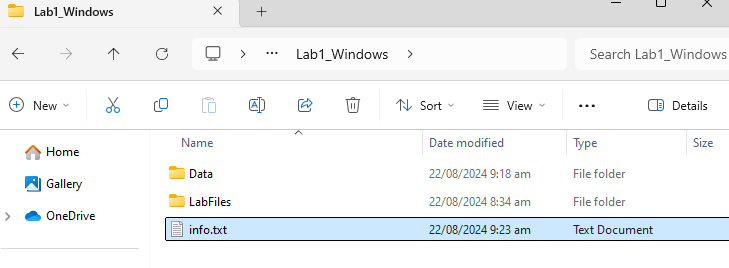 Lab1_Windows
Lab1_Windows
Search Lab1_Windows
New
Sort
View
Details
Name Date modified Type Size
Home
Gallery
OneDrive
Data 22/08/2024 9:18 am File folder
LabFiles 22/08/2024 8:34 am File folder
info.txt 22/08/2024 9:23 am Text Document